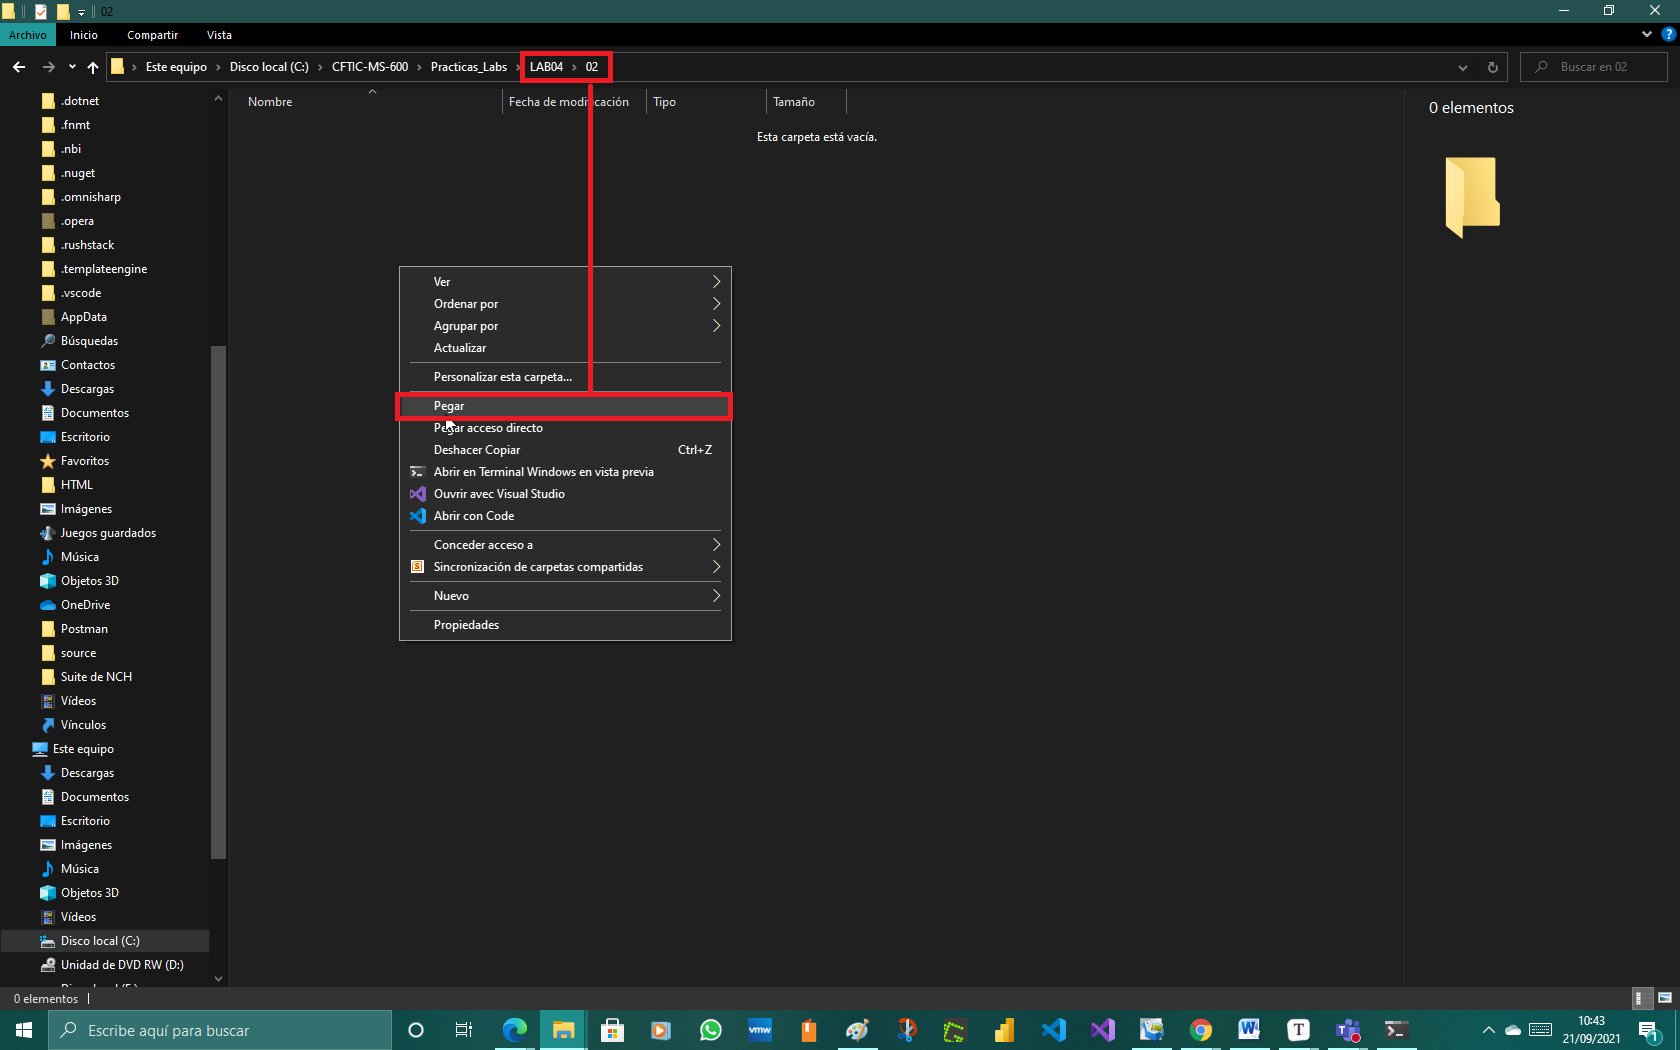 02
Archivo
Inicio
Compartir
Vista
Este equipo
Disco local (C:)
CFTIC-MS-600
Practicas_Labs
LAB04
02
Buscar en 02
Nombre
Fecha de modificación
Tipo
Tamaño
Esta carpeta está vacía.
0 elementos
.dotnet
.fnmt
.nbi
.nuget
.omnisharp
.opera
.rushstack
.templateengine
.vscode
AppData
Búsquedas
Contactos
Descargas
Documentos
Escritorio
Favoritos
HTML
Imágenes
Juegos guardados
Música
Objetos 3D
OneDrive
Postman
source
Suite de NCH
Vídeos
Vínculos
Este equipo
Descargas
Documentos
Escritorio
Imágenes
Música
Objetos 3D
Vídeos
Disco local (C:)
Unidad de DVD RW (D:)
Ver
Ordenar por
Agrupar por
Actualizar
Personalizar esta carpeta...
Pegar
Pegar acceso directo
Deshacer Copiar Ctrl+Z
Abrir en Terminal Windows en vista previa
Ouvrir avec Visual Studio
Abrir con Code
Conceder acceso a
Sincronización de carpetas compartidas
Nuevo
Propiedades
0 elementos
Escribe aquí para buscar
vmw
10:43
21/09/2021
1